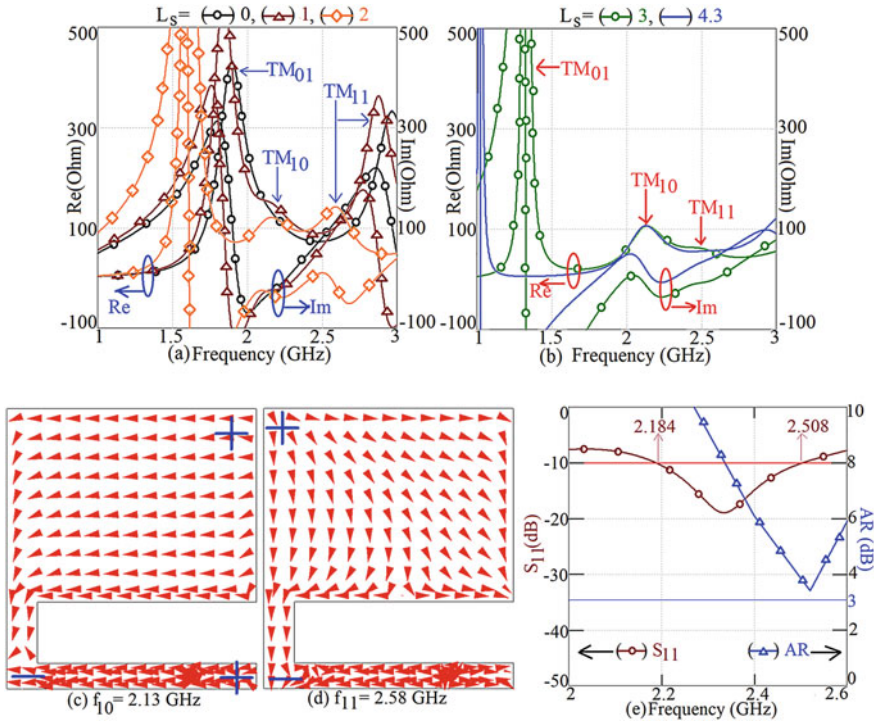 Ls= (-o-) 0, (-△-) 1, (-◇-) 2
Ls= (-o-) 3, (—) 4.3
500
300
100
-100
Re(Ohm)
500
300
100
-100
Im(Ohm)
TM01
TM10
TM11
Re
Im
1
1.5
2
2.5
3
(a) Frequency (GHz)
500
300
100
-100
Re(Ohm)
500
300
100
-100
Im(Ohm)
TM01
TM10
TM11
Re
Im
1
1.5
2
2.5
3
(b) Frequency (GHz)
(c) f10= 2.13 GHz
(d) f11= 2.58 GHz
0
-10
-20
-30
-40
-50
S11(dB)
2.184
2.508
10
8
6
4
3
2
0
AR (dB)
(-o-) S11
(-△-) AR
2
2.2
2.4
2.6
(e) Frequency (GHz)